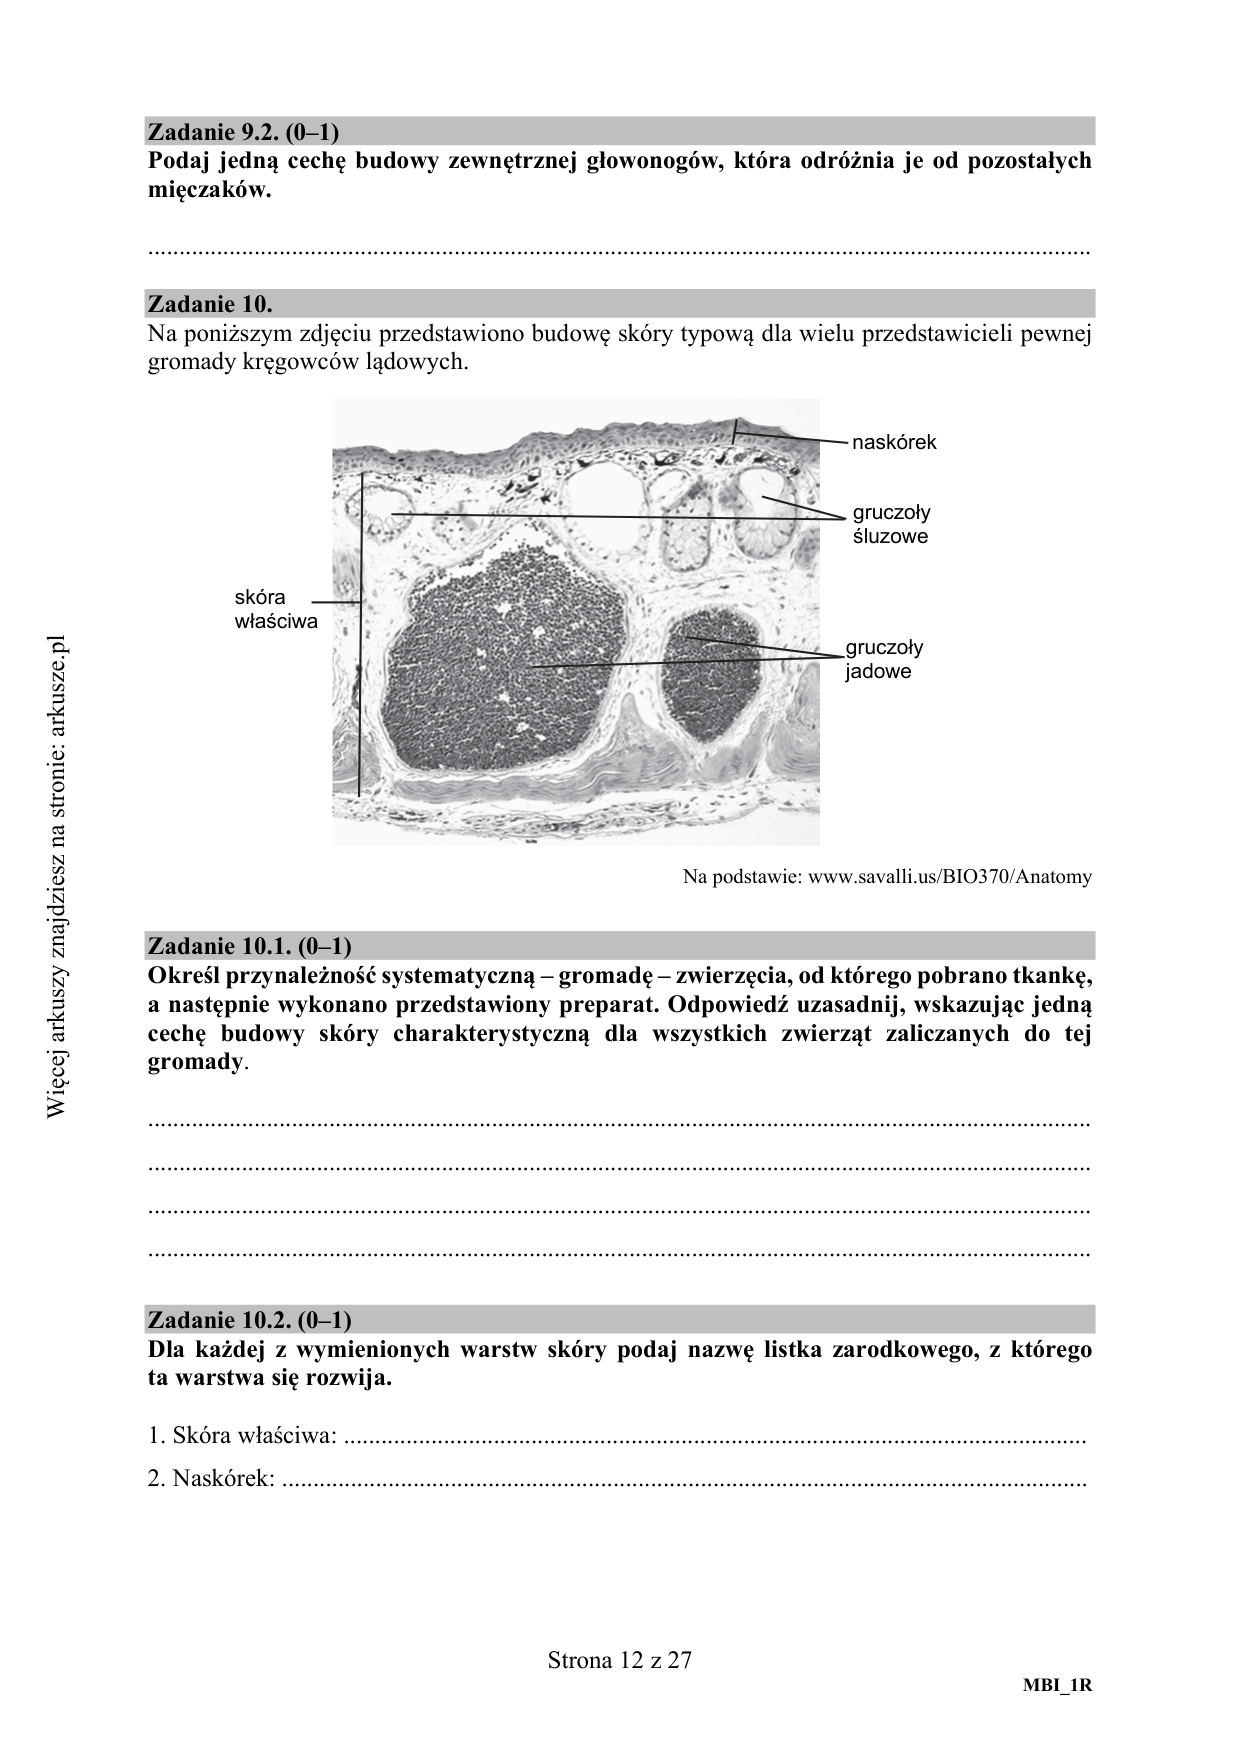 Zadanie 9.2. (0–1)
Podaj jedną cechę budowy zewnętrznej głowonogów, która odróżnia je od pozostałych
mięczaków.
....................................................................................................................................................
Zadanie 10.
Na poniższym zdjęciu przedstawiono budowę skóry typową dla wielu przedstawicieli pewnej
gromady kręgowców lądowych.
naskórek
gruczoły
śluzowe
skóra
właściwa
gruczoły
jadowe
Na podstawie: www.savalli.us/BIO370/Anatomy
Zadanie 10.1. (0–1)
Określ przynależność systematyczną – gromadę – zwierzęcia, od którego pobrano tkankę,
a następnie wykonano przedstawiony preparat. Odpowiedź uzasadnij, wskazując jedną
cechę budowy skóry charakterystyczną dla wszystkich zwierząt zaliczanych do tej
gromady.
....................................................................................................................................................
....................................................................................................................................................
....................................................................................................................................................
....................................................................................................................................................
Zadanie 10.2. (0–1)
Dla każdej z wymienionych warstw skóry podaj nazwę listka zarodkowego, z którego
ta warstwa się rozwija.
1. Skóra właściwa: .....................................................................................................................
2. Naskórek: ...............................................................................................................................
Strona 12 z 27
MBI_1R
Więcej arkuszy znajdziesz na stronie: arkusze.pl